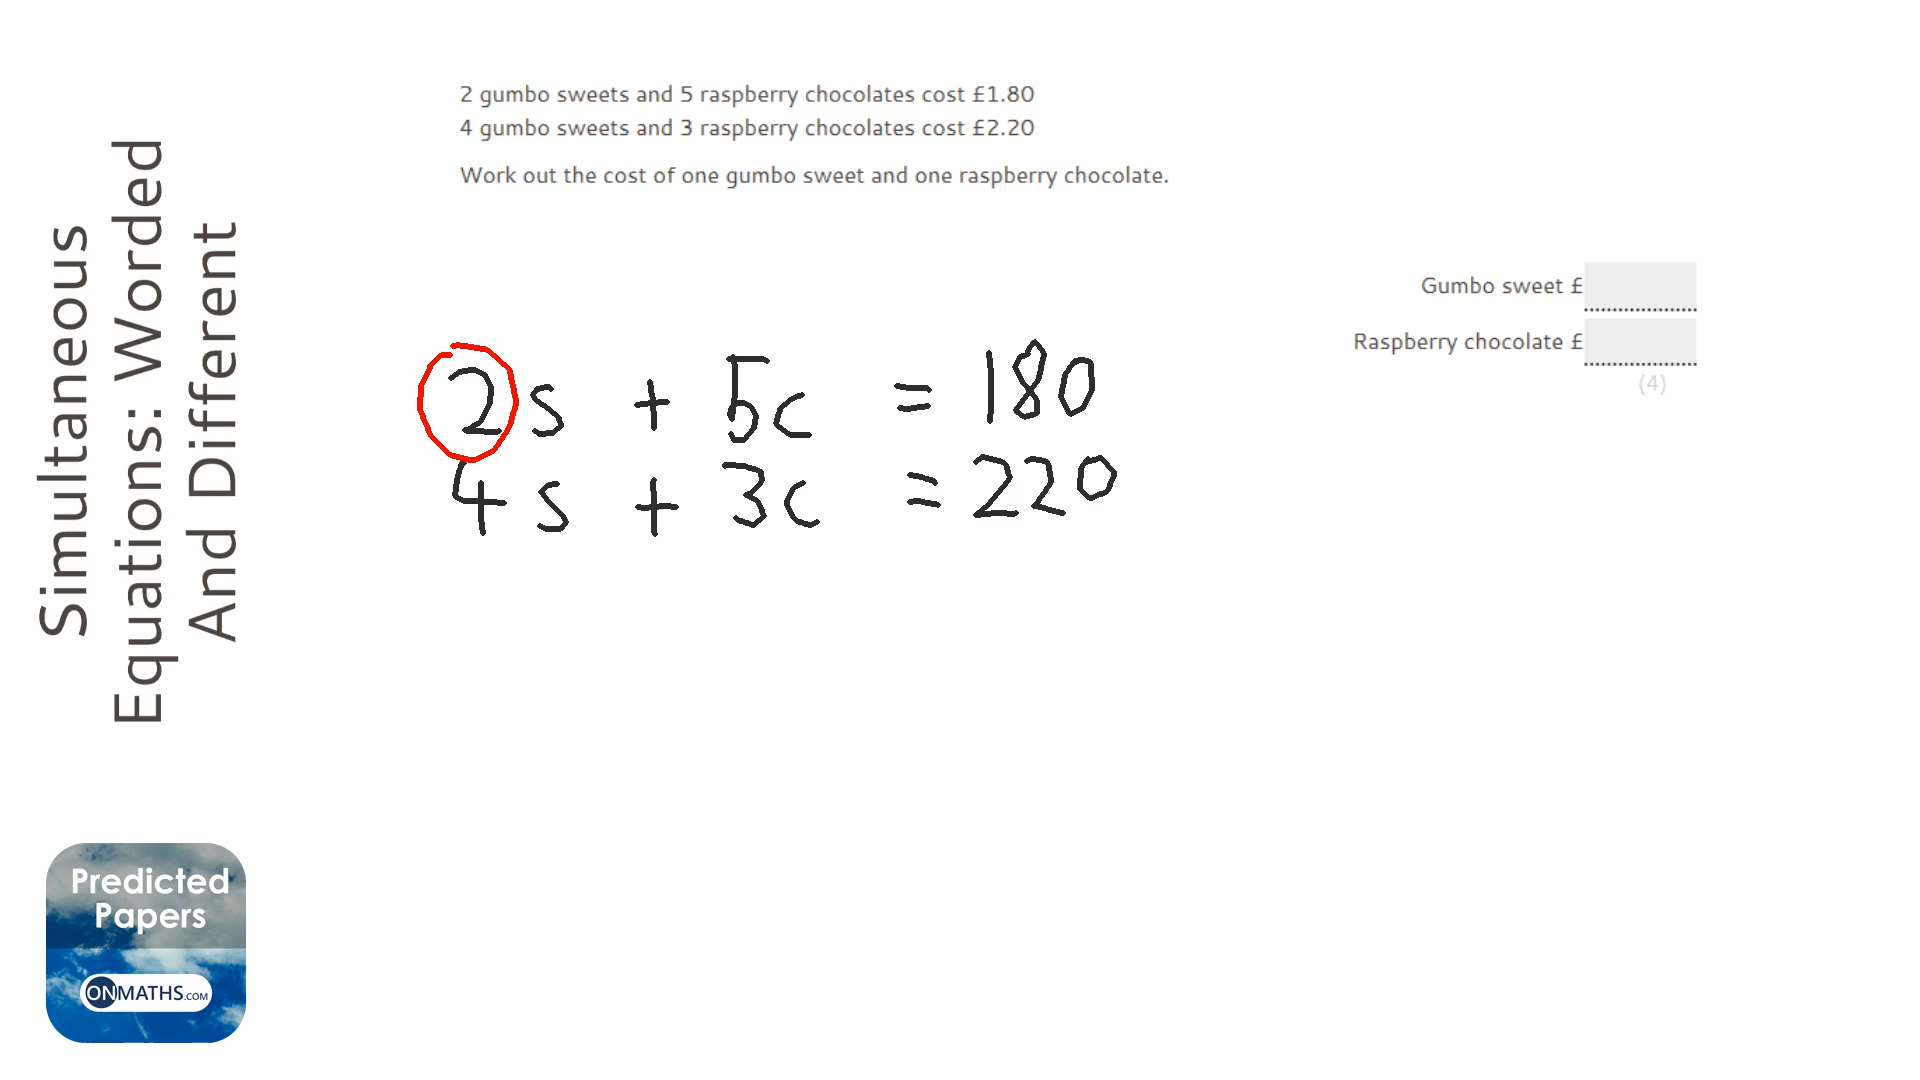 Simultaneous
Equations: Worded
And Different
2 gumbo sweets and 5 raspberry chocolates cost £1.80
4 gumbo sweets and 3 raspberry chocolates cost £2.20
Work out the cost of one gumbo sweet and one raspberry chocolate.
Gumbo sweet £
Raspberry chocolate £
(4)
2s + 5c = 180
4s + 3c = 220
Predicted
Papers
ONMATHS.COM